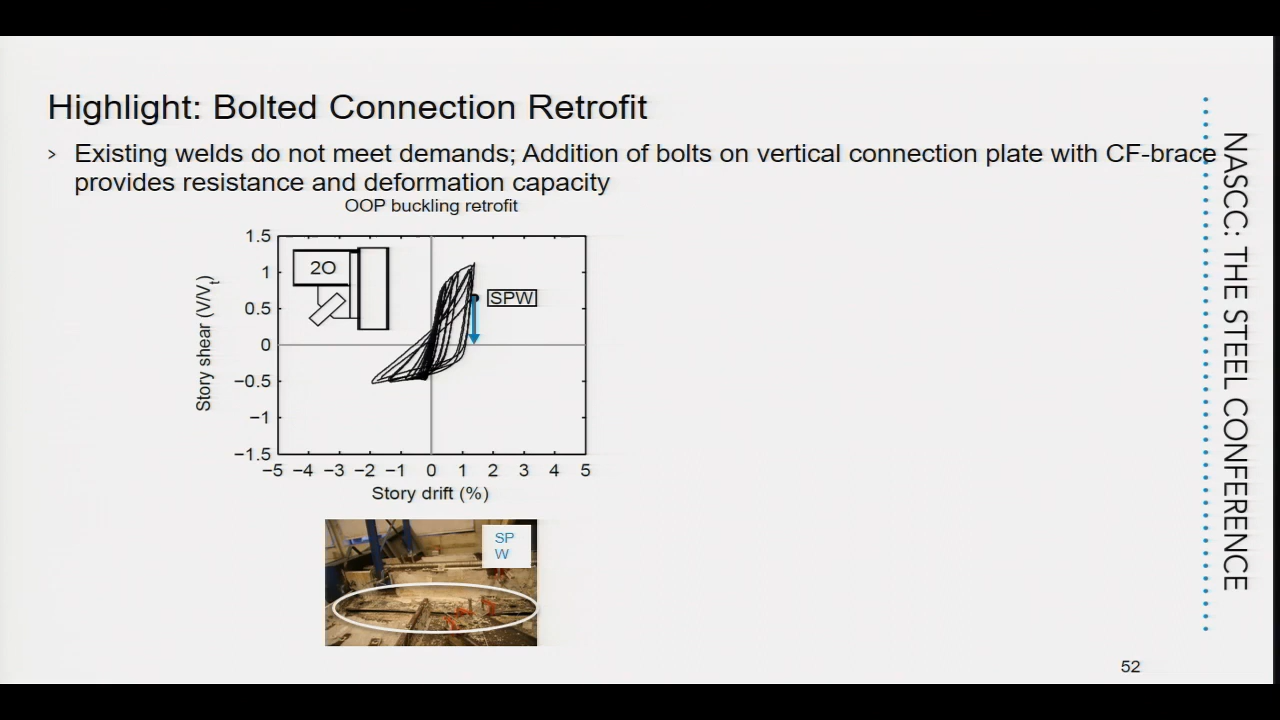 Highlight: Bolted Connection Retrofit
> Existing welds do not meet demands; Addition of bolts on vertical connection plate with CF-brace
provides resistance and deformation capacity
OOP buckling retrofit
1.5
1
0.5
0
−0.5
−1
−1.5
Story shear (V/Vt)
2O
SPW
−5 −4 −3 −2 −1 0 1 2 3 4 5
Story drift (%)
SP
W
NASCC: THE STEEL CONFERENCE
52